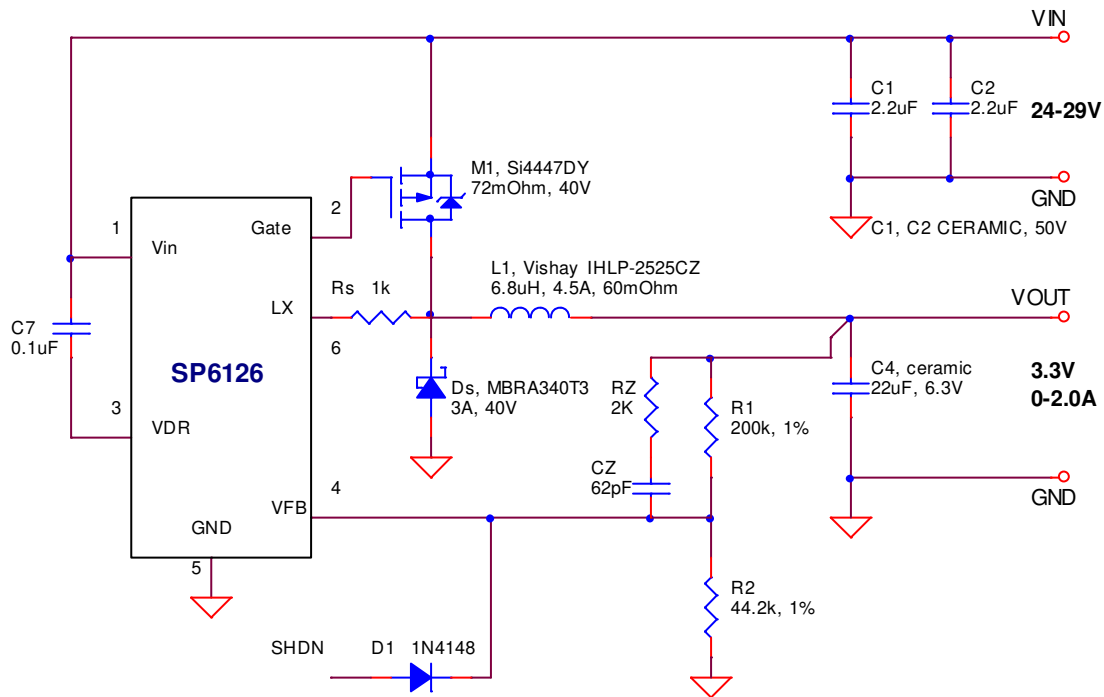 VIN
C1
2.2uF
C2
2.2uF
24-29V
GND
C1, C2 CERAMIC, 50V
M1, Si4447DY
72mOhm, 40V
1
Vin
2
Gate
L1, Vishay IHLP-2525CZ
6.8uH, 4.5A, 60mOhm
Rs 1k
LX
VOUT
C7
0.1uF
SP6126
6
Ds, MBRA340T3
3A, 40V
RZ
2K
R1
200k, 1%
C4, ceramic
22uF, 6.3V
3.3V
0-2.0A
3
VDR
CZ
62pF
4
VFB
GND
GND
5
R2
44.2k, 1%
SHDN
D1 1N4148